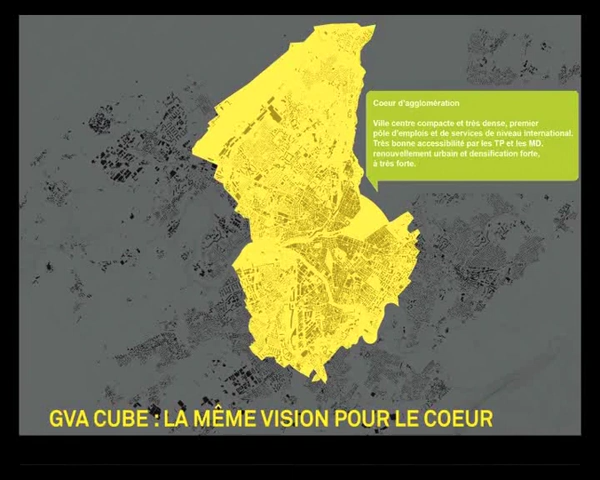 Coeur d'agglomération
Ville centre compacte et très dense, premier
pôle d'emplois et de services de niveau international.
Très bonne accessibilité par les TP et les MD,
renouvellement urbain et densification forte,
à très forte.
GVA CUBE : LA MÊME VISION POUR LE COEUR